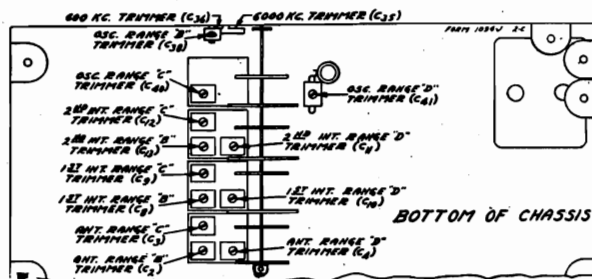 600 KC. TRIMMER (C36)
6000 KC. TRIMMER (C35)
OSC. RANGE "B"
TRIMMER (C38)
FORM 1034J 2-C
OSC. RANGE "C"
TRIMMER (C40)
OSC. RANGE "D"
TRIMMER (C41)
2ND INT. RANGE "C"
TRIMMER (C12)
2ND INT. RANGE "B"
TRIMMER (C13)
2ND INT. RANGE "D"
TRIMMER (C11)
1ST INT. RANGE "C"
TRIMMER (C9)
1ST INT. RANGE "B"
TRIMMER (C8)
1ST INT. RANGE "D"
TRIMMER (C10)
BOTTOM OF CHASSIS
ANT. RANGE "C"
TRIMMER (C3)
ANT. RANGE "B"
TRIMMER (C2)
ANT. RANGE "D"
TRIMMER (C4)